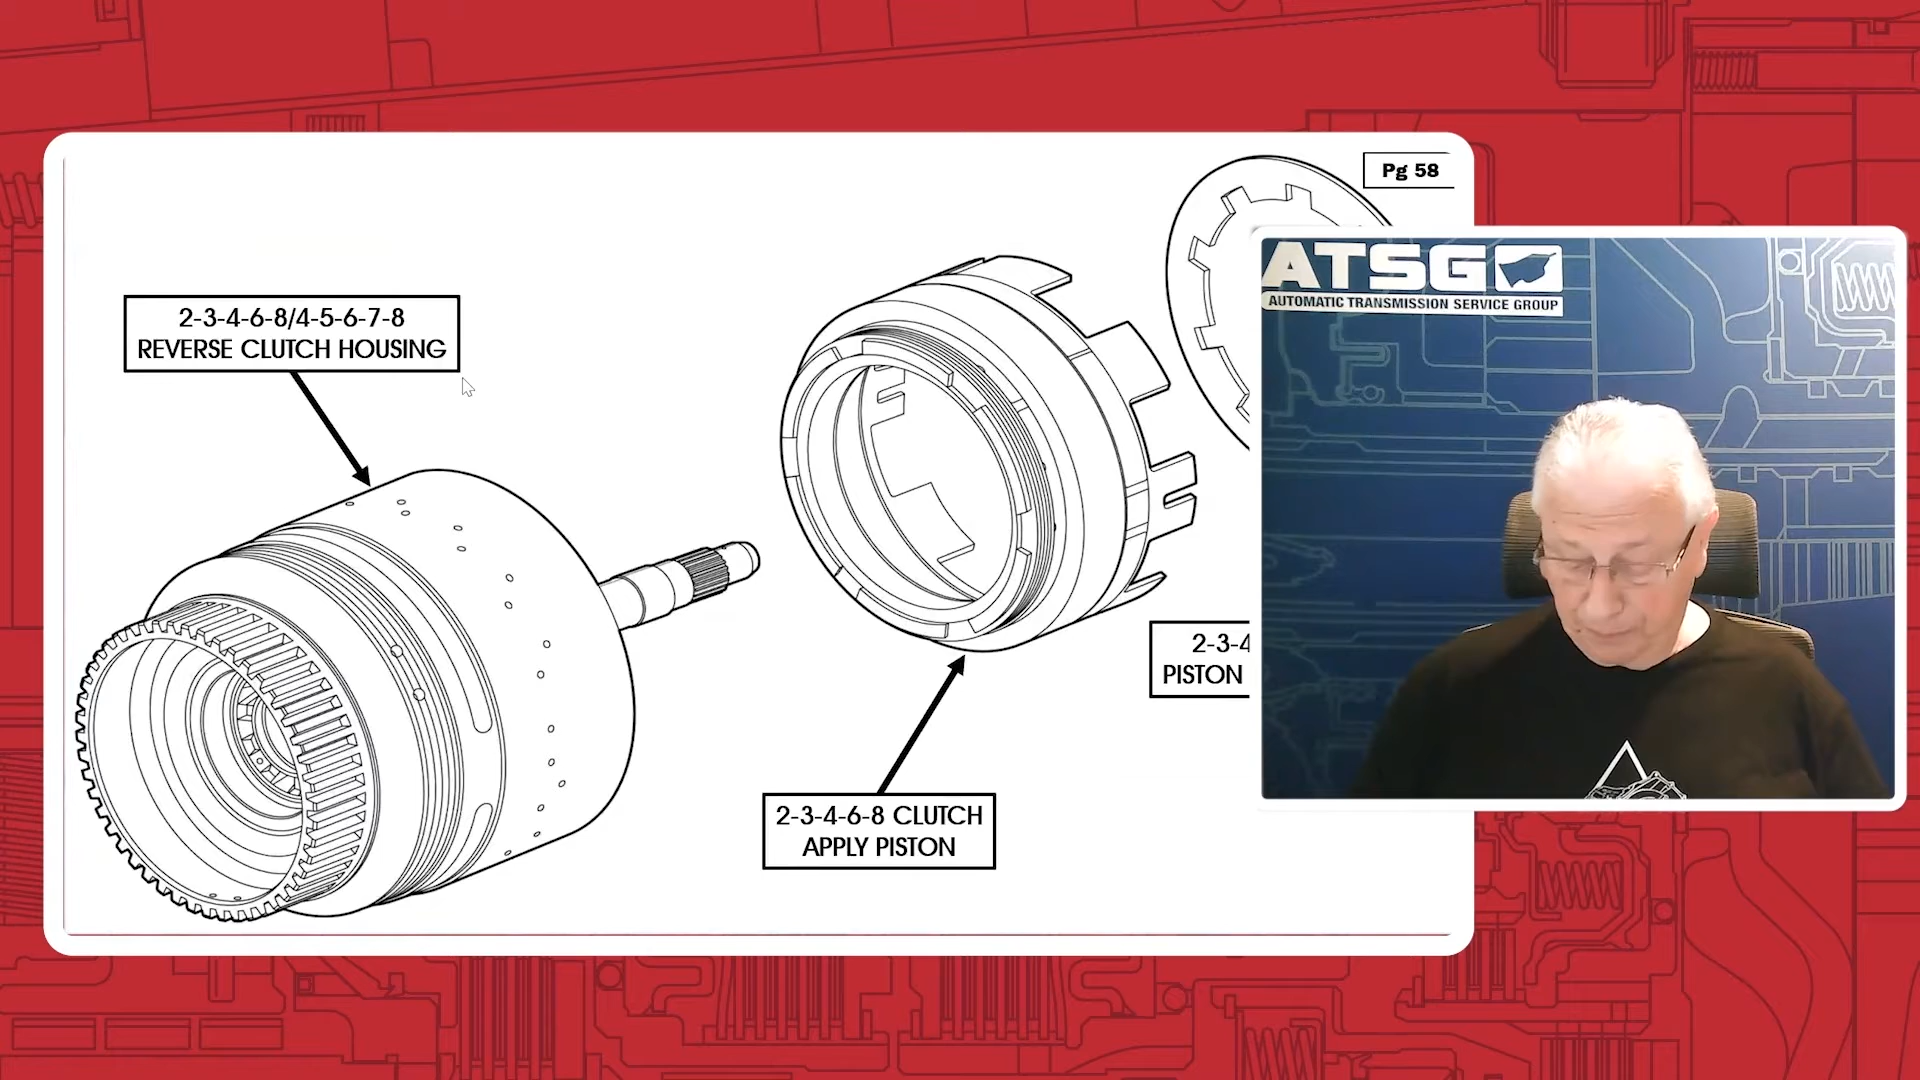 Pg 58
2-3-4-6-8/4-5-6-7-8
REVERSE CLUTCH HOUSING
2-3-4-6-8 CLUTCH
APPLY PISTON
2-3-4
PISTON
ATSG
AUTOMATIC TRANSMISSION SERVICE GROUP